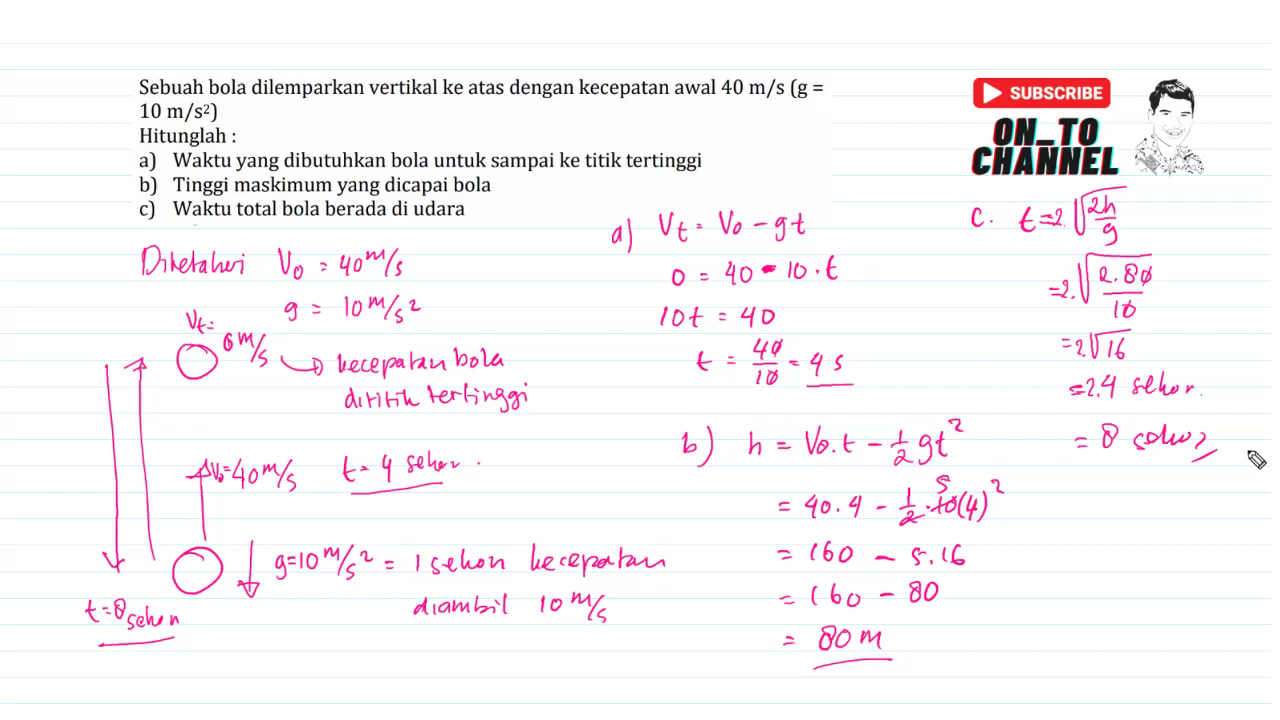 Sebuah bola dilemparkan vertikal ke atas dengan kecepatan awal 40 m/s (g =
10 m/s²)
Hitunglah :
a) Waktu yang dibutuhkan bola untuk sampai ke titik tertinggi
b) Tinggi maskimum yang dicapai bola
c) Waktu total bola berada di udara
SUBSCRIBE
ON_TO
CHANNEL
Diketahui V₀ = 40 m/s
g = 10 m/s²
Vt =
0 m/s
kecepatan bola
dititik tertinggi
V₀ = 40 m/s t = 4 sekon
g = 10 m/s² = 1 sekon kecepatan
diambil 10 m/s
t = 8 sekon
a) Vt = V₀ - gt
0 = 40 - 10 . t
10t = 40
t = 40/10 = 4 s
b) h = V₀.t - 1/2 gt²
= 40.4 - 1/2 . 10 5 (4)²
= 160 - 5.16
= 160 - 80
= 80 m
c. t = 2.√(2h/g)
= 2.√(2.80/10)
= 2√16
= 2.4 sekon.
= 8 sekon